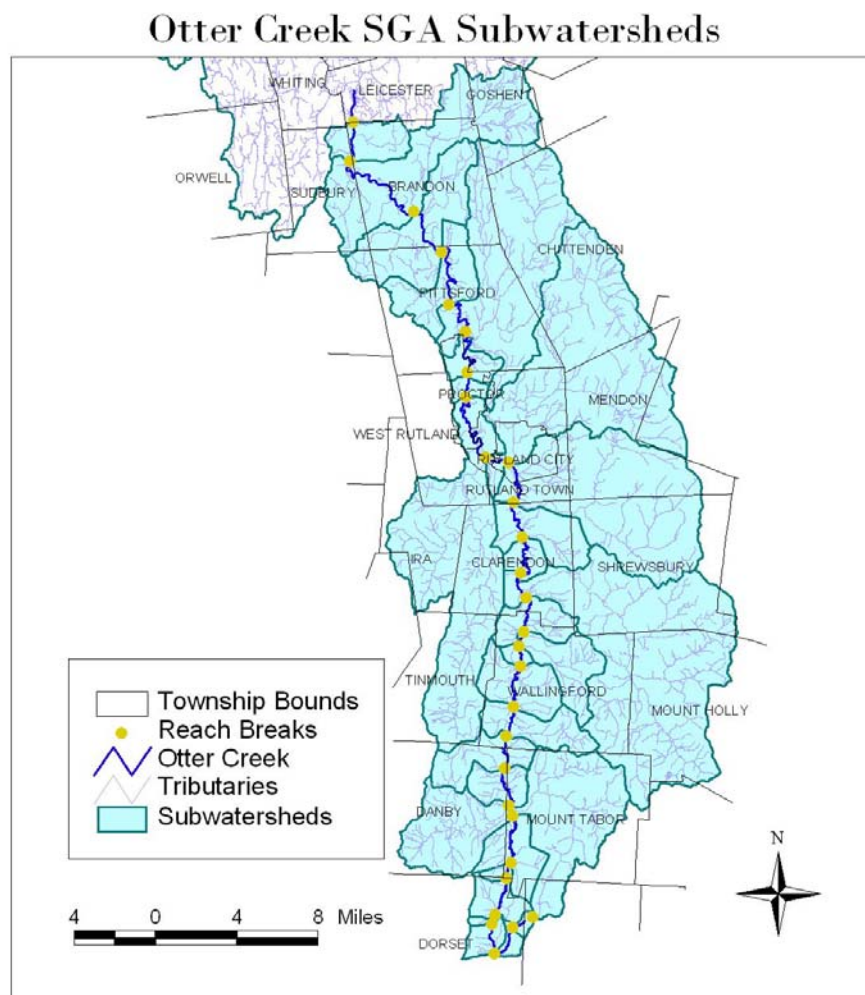 Otter Creek SGA Subwatersheds
WHITING
LEICESTER
GOSHENT
ORWELL
SUDBURY
BRANDON
CHITTENDEN
PITTSFORD
PROCTOR
MENDON
WEST RUTLAND
RUTLAND CITY
RUTLAND TOWN
IRA
CLARENDON
SHREWSBURY
TINMOUTH
WALLINGFORD
MOUNT HOLLY
Township Bounds
Reach Breaks
Otter Creek
Tributaries
Subwatersheds
DANBY
MOUNT TABOR
N
4 0 4 8 Miles
DORSET